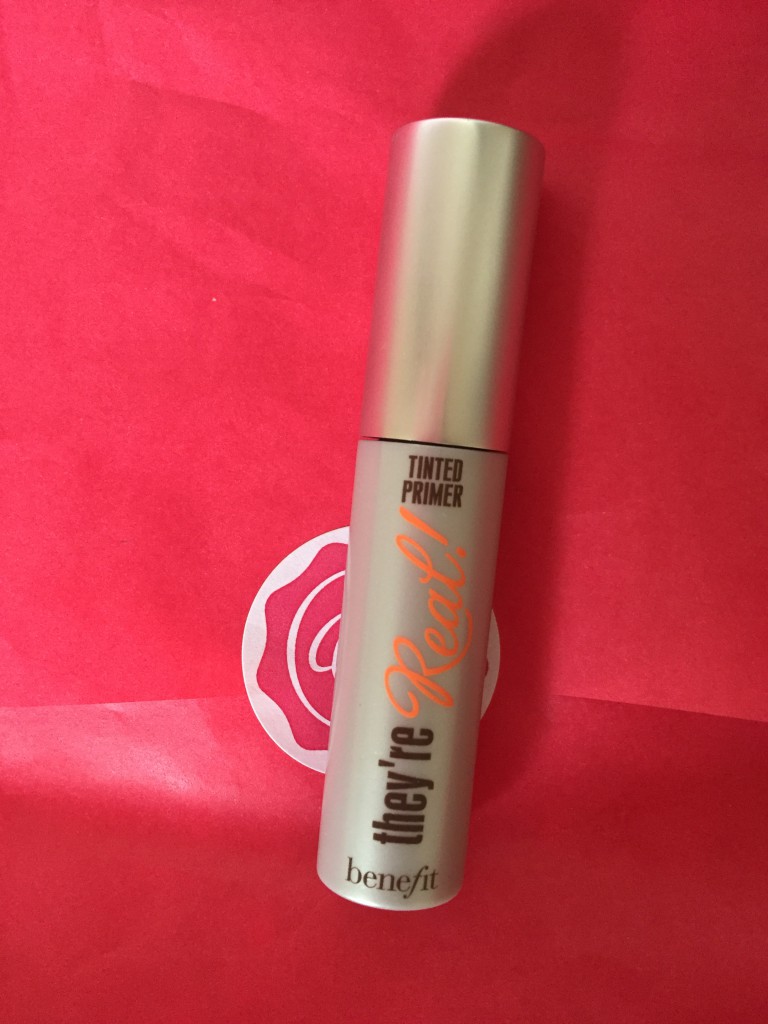 TINTED
PRIMER
they're Real!
benefit